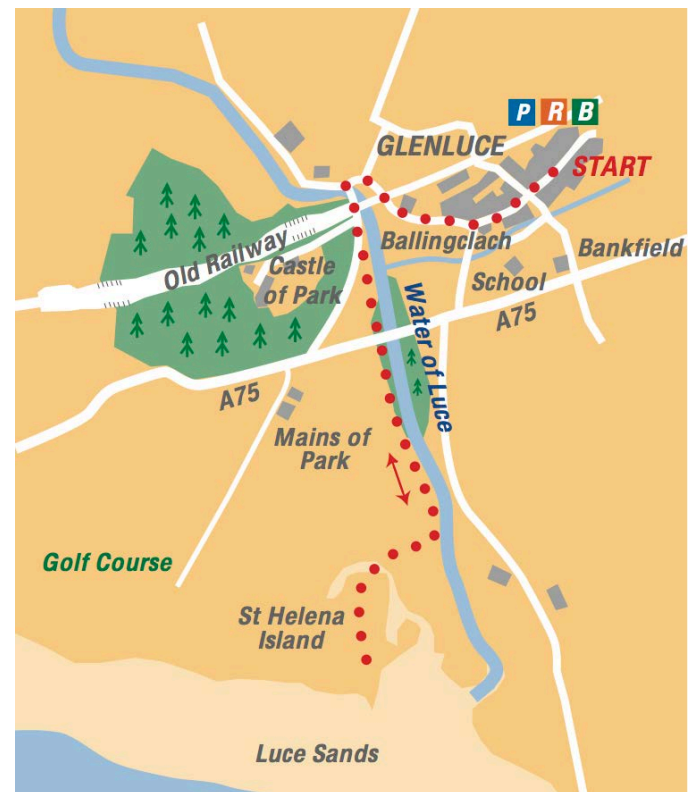 P R B
GLENLUCE
START
Ballingclach
Bankfield
Old Railway
Castle
of Park
School
A75
Water of Luce
A75
Mains of
Park
Golf Course
St Helena
Island
Luce Sands